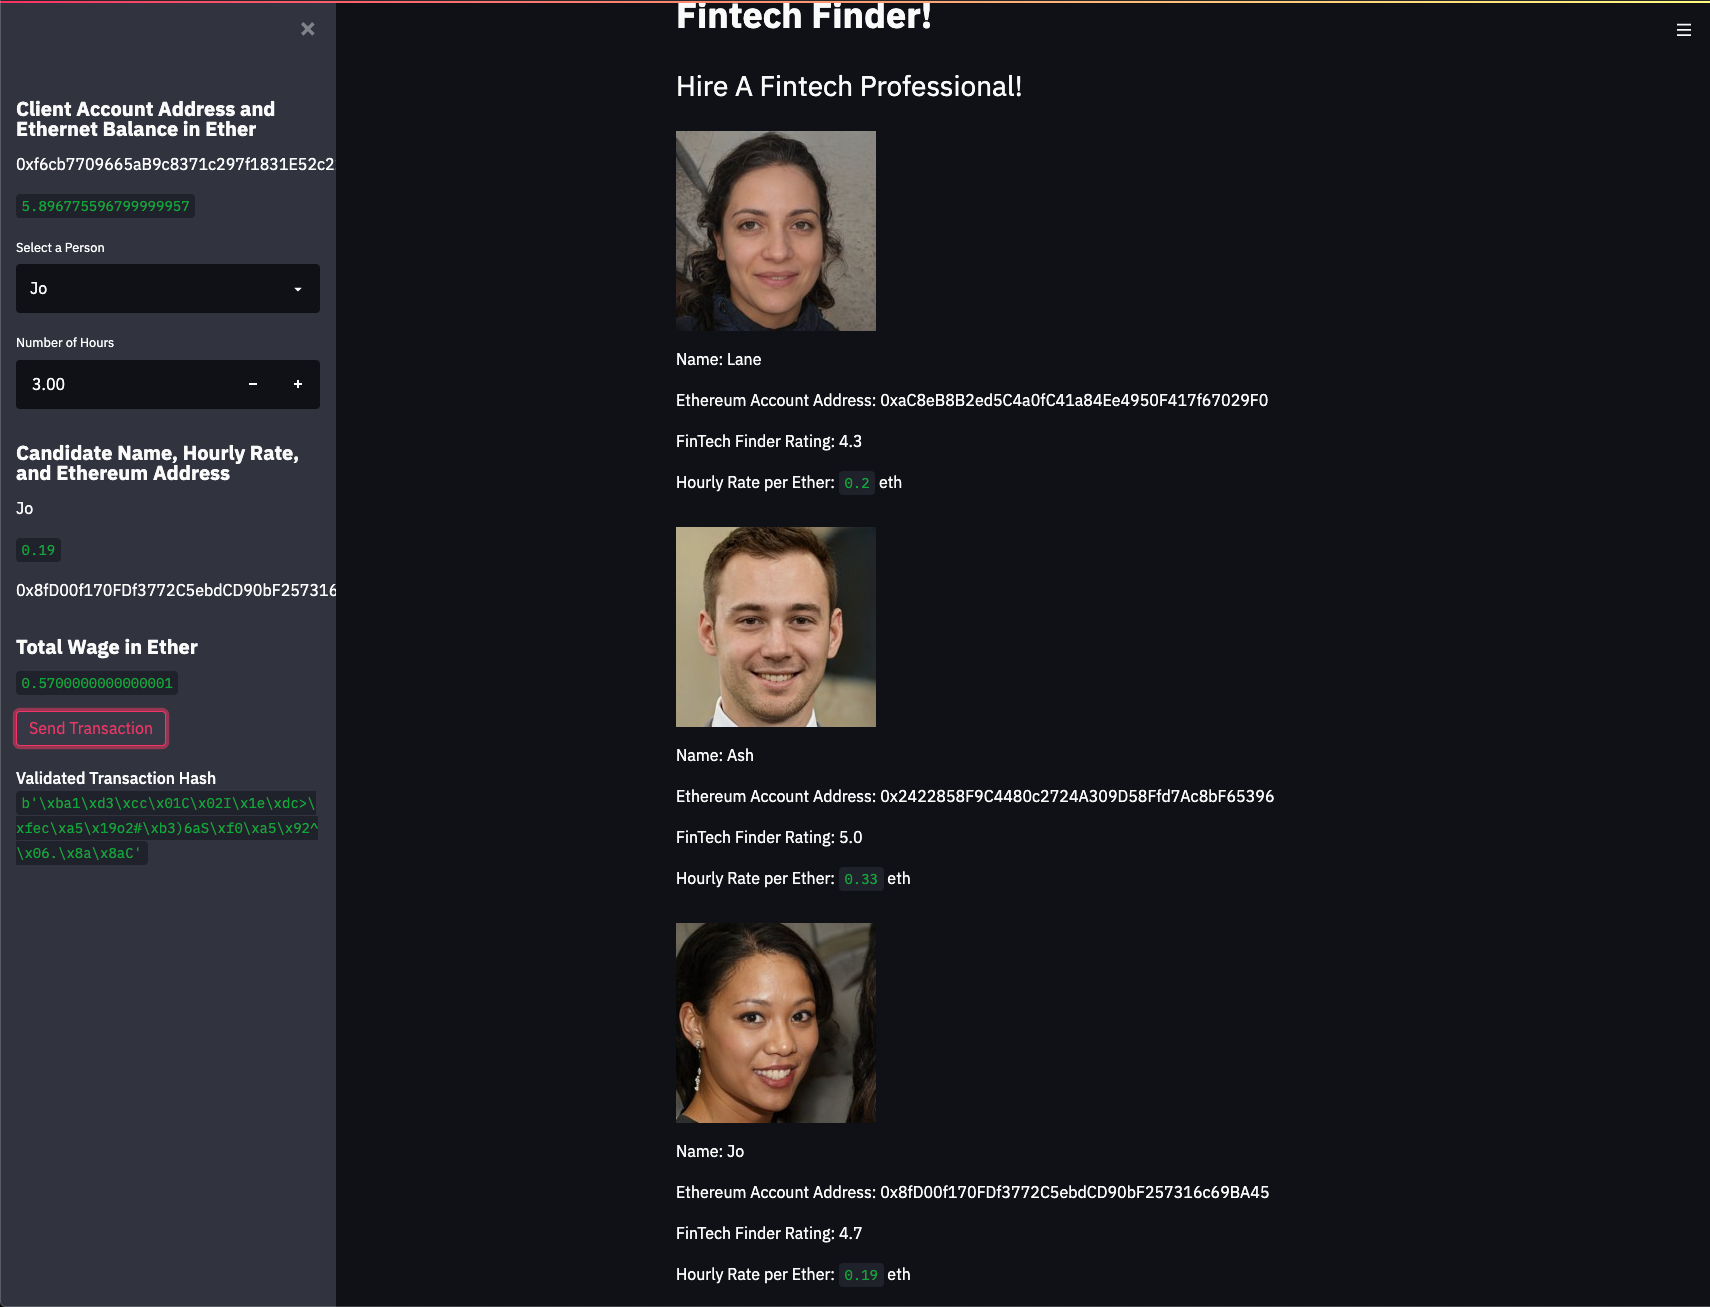 Client Account Address and
Ethernet Balance in Ether
0xf6cb7709665aB9c8371c297f1831E52c2
5.896775596799999957
Select a Person
Jo
Number of Hours
3.00
Candidate Name, Hourly Rate,
and Ethereum Address
Jo
0.19
0x8fD00f170FDf3772C5ebdCD90bF257316
Total Wage in Ether
0.5700000000000001
Send Transaction
Validated Transaction Hash
b'\xba1\xd3\xcc\x01C\x02I\x1e\xdc>\
xfec\xa5\x19o2#\xb3)6aS\xf0\xa5\x92^
\x06.\x8a\x8aC'
Fintech Finder!
Hire A Fintech Professional!
Name: Lane
Ethereum Account Address: 0xaC8eB8B2ed5C4a0fC41a84Ee4950F417f67029F0
FinTech Finder Rating: 4.3
Hourly Rate per Ether: 0.2 eth
Name: Ash
Ethereum Account Address: 0x2422858F9C4480c2724A309D58Ffd7Ac8bF65396
FinTech Finder Rating: 5.0
Hourly Rate per Ether: 0.33 eth
Name: Jo
Ethereum Account Address: 0x8fD00f170FDf3772C5ebdCD90bF257316c69BA45
FinTech Finder Rating: 4.7
Hourly Rate per Ether: 0.19 eth